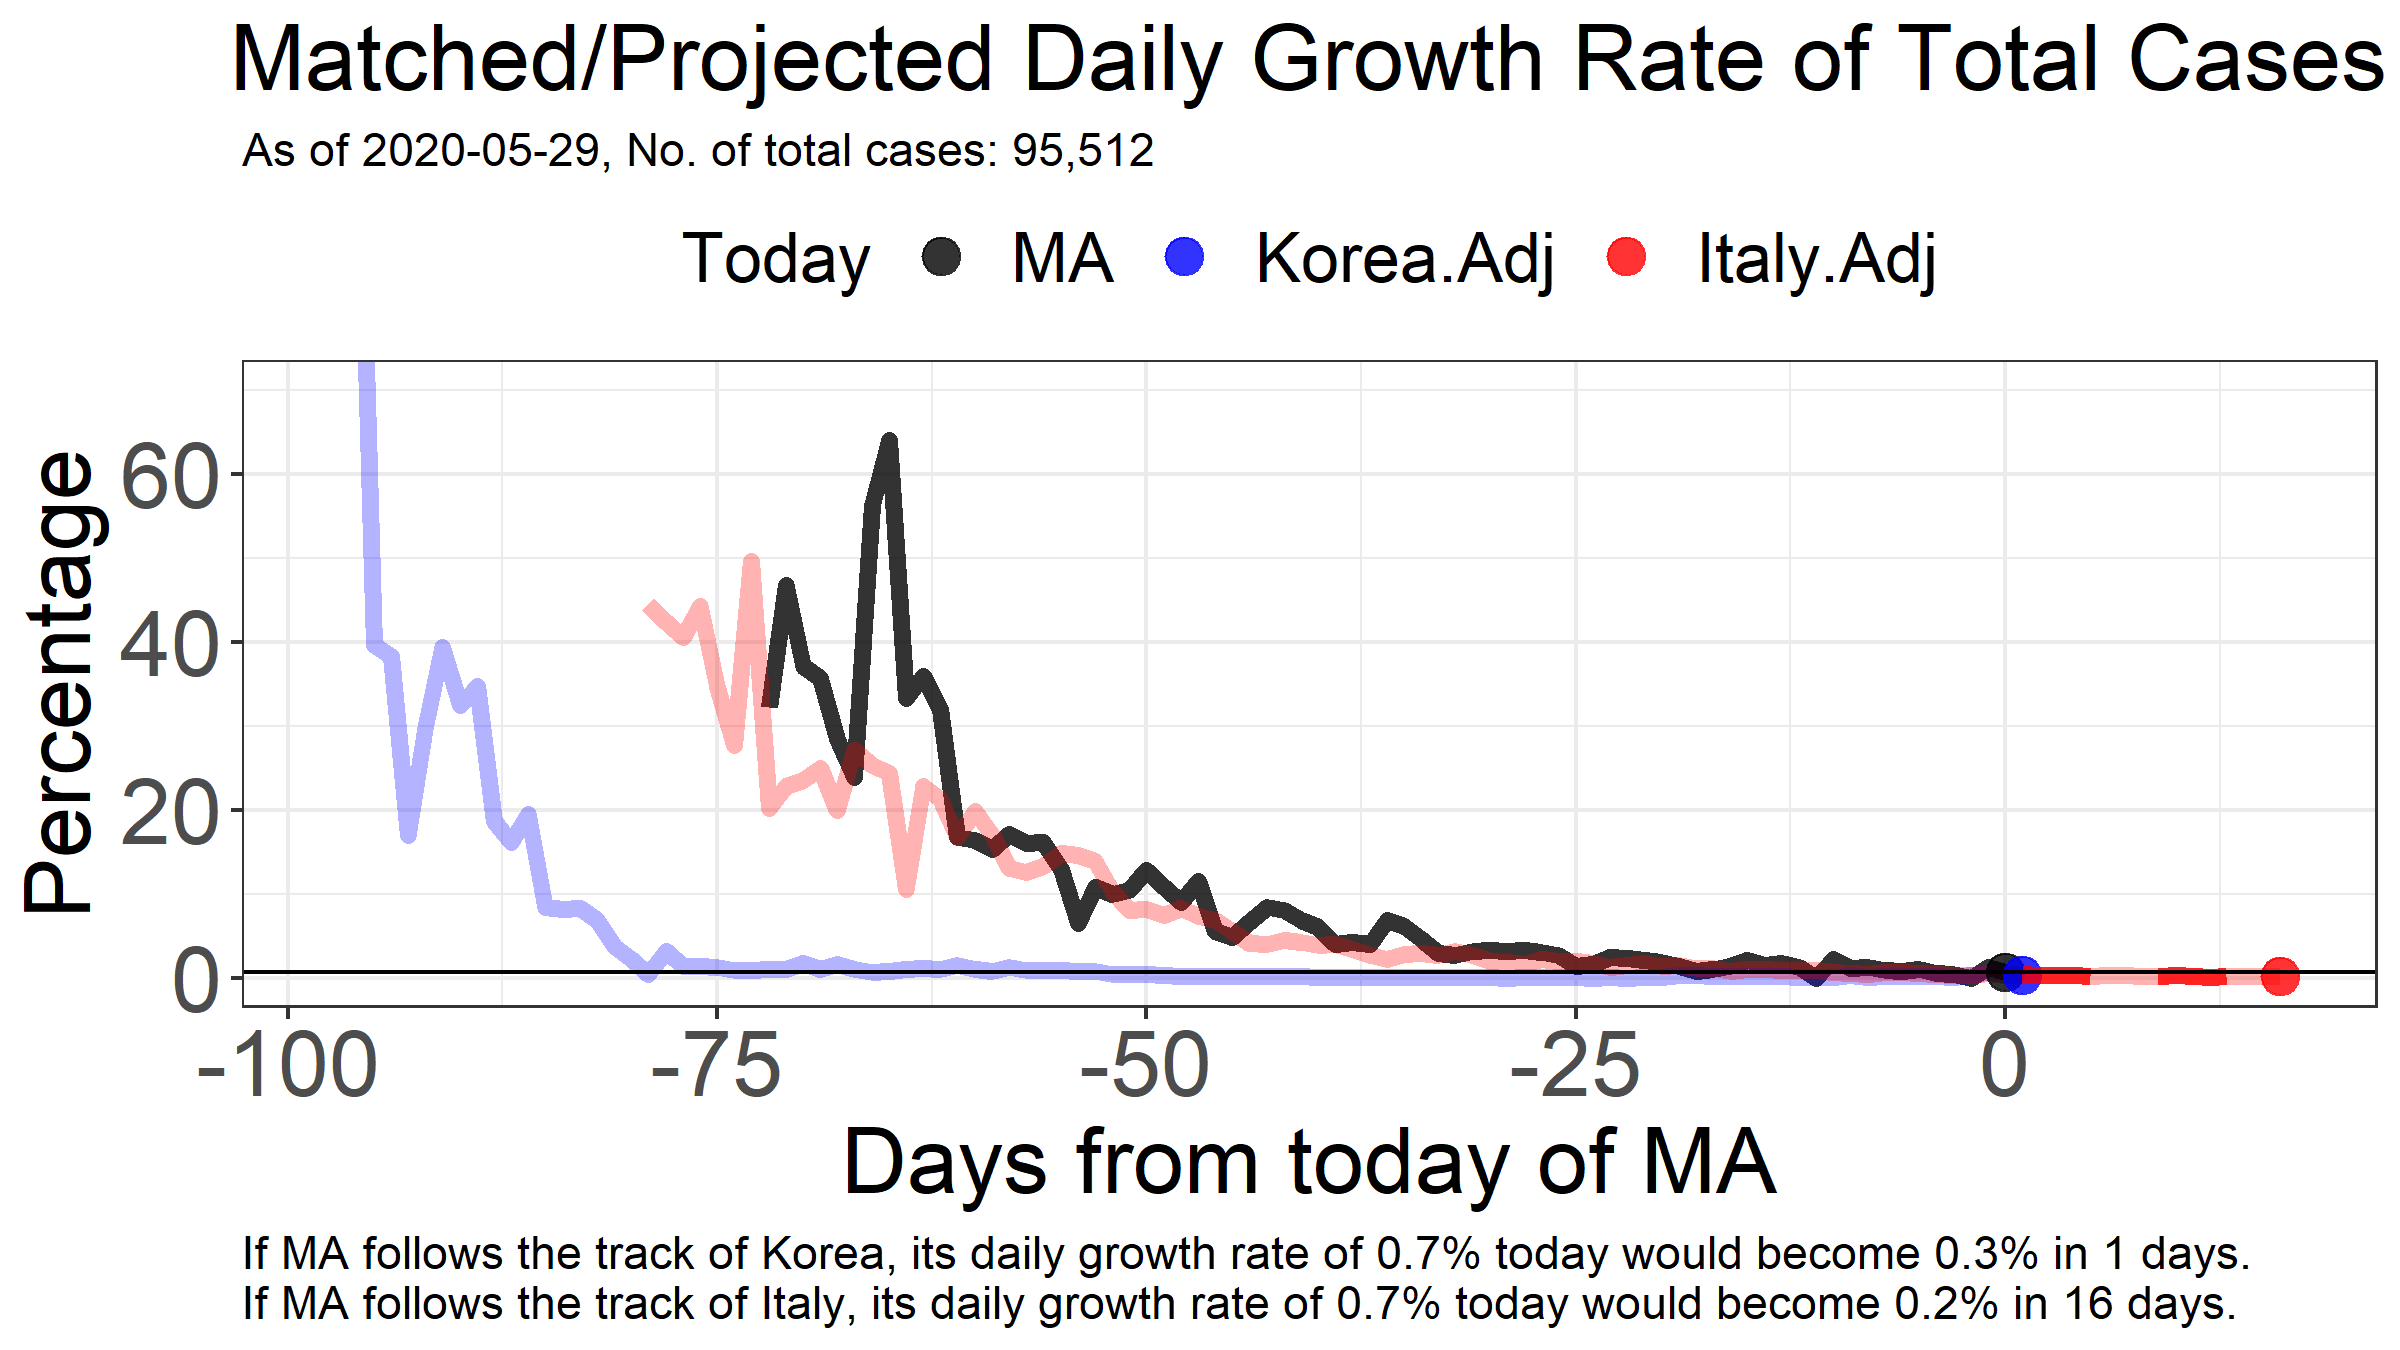 Matched/Projected Daily Growth Rate of Total Cases
As of 2020-05-29, No. of total cases: 95,512
Today MA Korea.Adj Italy.Adj
Percentage
60
40
20
0
-100 -75 -50 -25 0
Days from today of MA
If MA follows the track of Korea, its daily growth rate of 0.7% today would become 0.3% in 1 days.
If MA follows the track of Italy, its daily growth rate of 0.7% today would become 0.2% in 16 days.